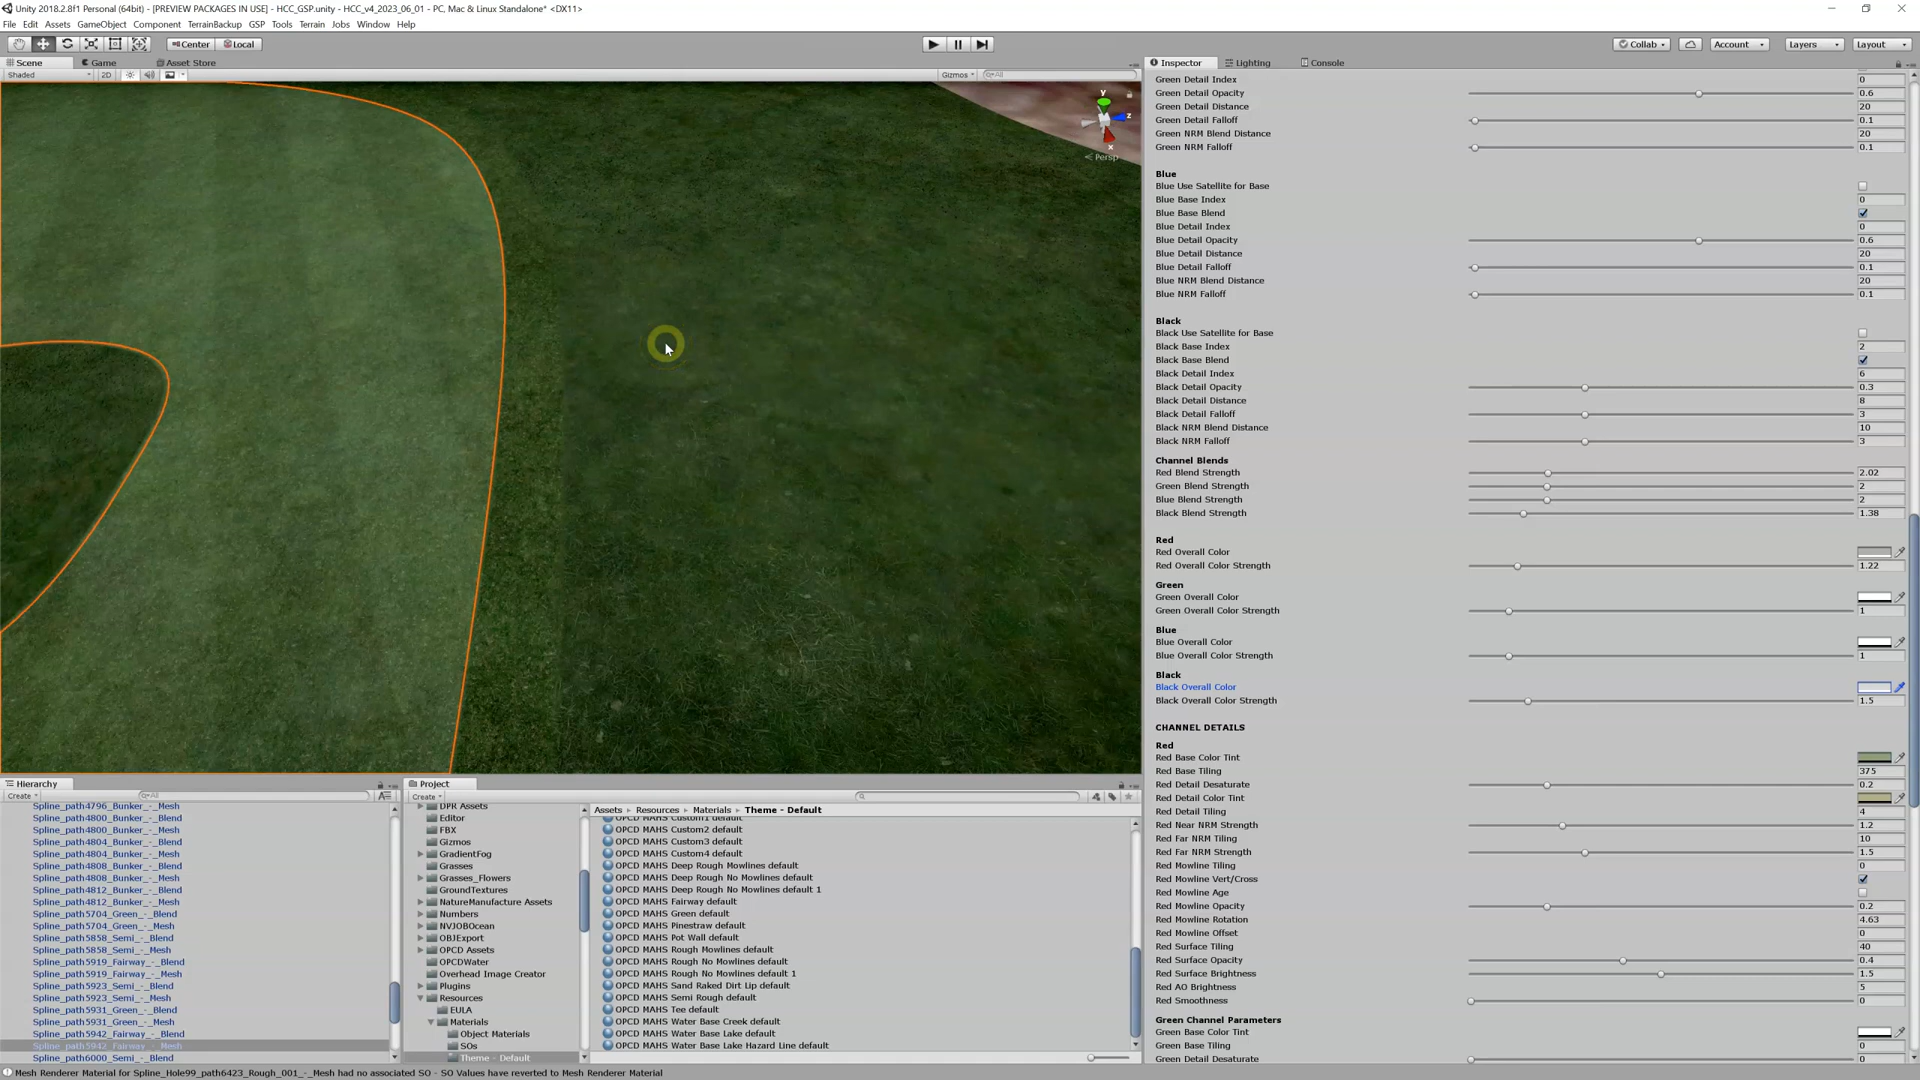 Unity 2018.2.8f1 Personal (64bit) - [PREVIEW PACKAGES IN USE] - HCC_GSP.unity - HCC_v4_2023_06_01 - PC, Mac & Linux Standalone* <DX11>
File Edit Assets GameObject Component TerrainBackup GSP Tools Terrain Jobs Window Help
Center Local Collab Account Layers Layout
Scene Game Asset Store Inspector Lighting Console
Shaded 2D Gizmos All
y
z
x
Persp
Green Detail Index 0
Green Detail Opacity 0.6
Green Detail Distance 20
Green Detail Falloff 0.1
Green NRM Blend Distance 20
Green NRM Falloff 0.1
Blue
Blue Use Satellite for Base
Blue Base Index 0
Blue Base Blend
Blue Detail Index 0
Blue Detail Opacity 0.6
Blue Detail Distance 20
Blue Detail Falloff 0.1
Blue NRM Blend Distance 20
Blue NRM Falloff 0.1
Black
Black Use Satellite for Base
Black Base Index 2
Black Base Blend
Black Detail Index 6
Black Detail Opacity 0.3
Black Detail Distance 8
Black Detail Falloff 3
Black NRM Blend Distance 10
Black NRM Falloff 3
Channel Blends
Red Blend Strength 2.02
Green Blend Strength 2
Blue Blend Strength 2
Black Blend Strength 1.38
Red
Red Overall Color
Red Overall Color Strength 1.22
Green
Green Overall Color
Green Overall Color Strength 1
Blue
Blue Overall Color
Blue Overall Color Strength 1
Black
Black Overall Color
Black Overall Color Strength 1.5
CHANNEL DETAILS
Red
Red Base Color Tint
Red Base Tiling 375
Red Detail Desaturate 0.2
Red Detail Color Tint
Red Detail Tiling 4
Red Near NRM Strength 1.2
Red Far NRM Tiling 10
Red Far NRM Strength 1.5
Red Mowline Tiling 0
Red Mowline Vert/Cross
Red Mowline Age
Red Mowline Opacity 0.2
Red Mowline Rotation 4.63
Red Mowline Offset 0
Red Surface Tiling 40
Red Surface Opacity 0.4
Red Surface Brightness 1.5
Red AO Brightness 5
Red Smoothness 0
Green Channel Parameters
Green Base Color Tint
Green Base Tiling 0
Green Detail Desaturate 0
Hierarchy
Create All
Spline_path4796_Bunker_-_Mesh
Spline_path4800_Bunker_-_Blend
Spline_path4800_Bunker_-_Mesh
Spline_path4804_Bunker_-_Blend
Spline_path4804_Bunker_-_Mesh
Spline_path4808_Bunker_-_Blend
Spline_path4808_Bunker_-_Mesh
Spline_path4812_Bunker_-_Blend
Spline_path4812_Bunker_-_Mesh
Spline_path5704_Green_-_Blend
Spline_path5704_Green_-_Mesh
Spline_path5858_Semi_-_Blend
Spline_path5858_Semi_-_Mesh
Spline_path5919_Fairway_-_Blend
Spline_path5919_Fairway_-_Mesh
Spline_path5923_Semi_-_Blend
Spline_path5923_Semi_-_Mesh
Spline_path5931_Green_-_Blend
Spline_path5931_Green_-_Mesh
Spline_path5942_Fairway_-_Blend
Spline_path5942_Fairway_-_Mesh
Spline_path6000_Semi_-_Blend
Project
Create
DPR Assets
Editor
FBX
Gizmos
GradientFog
Grasses
Grasses_Flowers
GroundTextures
NatureManufacture Assets
Numbers
NVJOBOcean
OBJExport
OPCD Assets
OPCDWater
Overhead Image Creator
Plugins
Resources
EULA
Materials
Object Materials
SOs
Theme - Default
Assets Resources Materials Theme - Default
OPCD MAHS Custom1 default
OPCD MAHS Custom2 default
OPCD MAHS Custom3 default
OPCD MAHS Custom4 default
OPCD MAHS Deep Rough Mowlines default
OPCD MAHS Deep Rough No Mowlines default
OPCD MAHS Deep Rough No Mowlines default 1
OPCD MAHS Fairway default
OPCD MAHS Green default
OPCD MAHS Pinestraw default
OPCD MAHS Pot Wall default
OPCD MAHS Rough Mowlines default
OPCD MAHS Rough No Mowlines default
OPCD MAHS Rough No Mowlines default 1
OPCD MAHS Sand Raked Dirt Lip default
OPCD MAHS Semi Rough default
OPCD MAHS Tee default
OPCD MAHS Water Base Creek default
OPCD MAHS Water Base Lake default
OPCD MAHS Water Base Lake Hazard Line default
Mesh Renderer Material for Spline_Hole99_path6423_Rough_001_-_Mesh had no associated SO - SO Values have reverted to Mesh Renderer Material